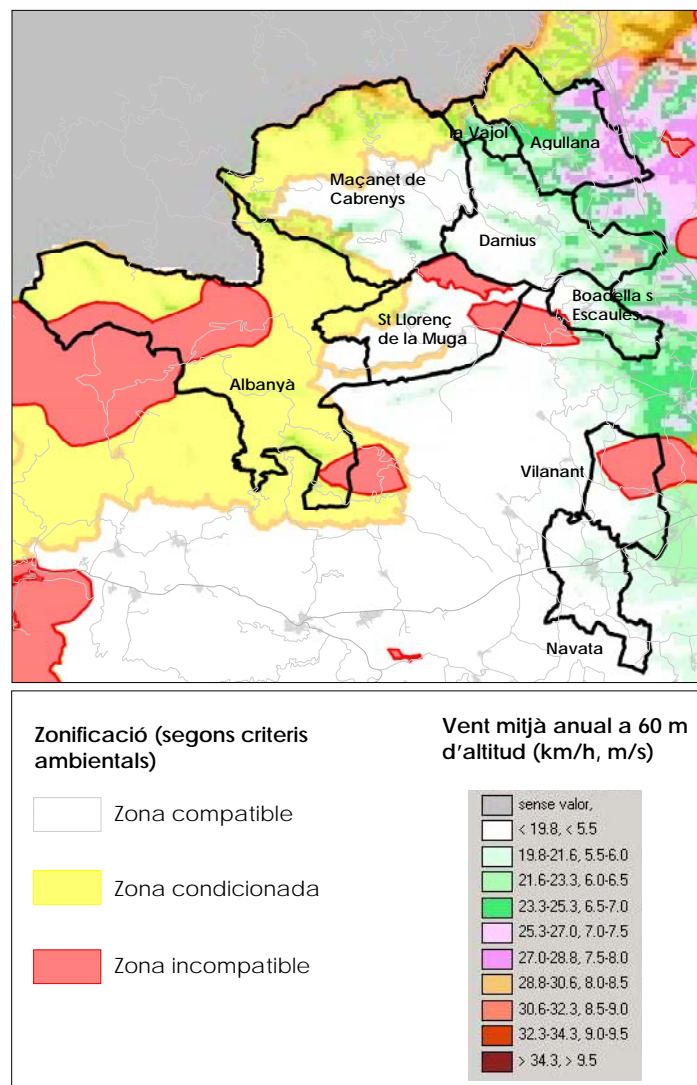 la Vajol
Agullana
Maçanet de
Cabrenys
Darnius
Boadella s
Escaules
St Llorenç
de la Muga
Albanyà
Vilanant
Navata
Zonificació (segons criteris
ambientals)
Zona compatible
Zona condicionada
Zona incompatible
Vent mitjà anual a 60 m
d'altitud (km/h, m/s)
sense valor,
< 19.8, < 5.5
19.8-21.6, 5.5-6.0
21.6-23.3, 6.0-6.5
23.3-25.3, 6.5-7.0
25.3-27.0, 7.0-7.5
27.0-28.8, 7.5-8.0
28.8-30.6, 8.0-8.5
30.6-32.3, 8.5-9.0
32.3-34.3, 9.0-9.5
> 34.3, > 9.5